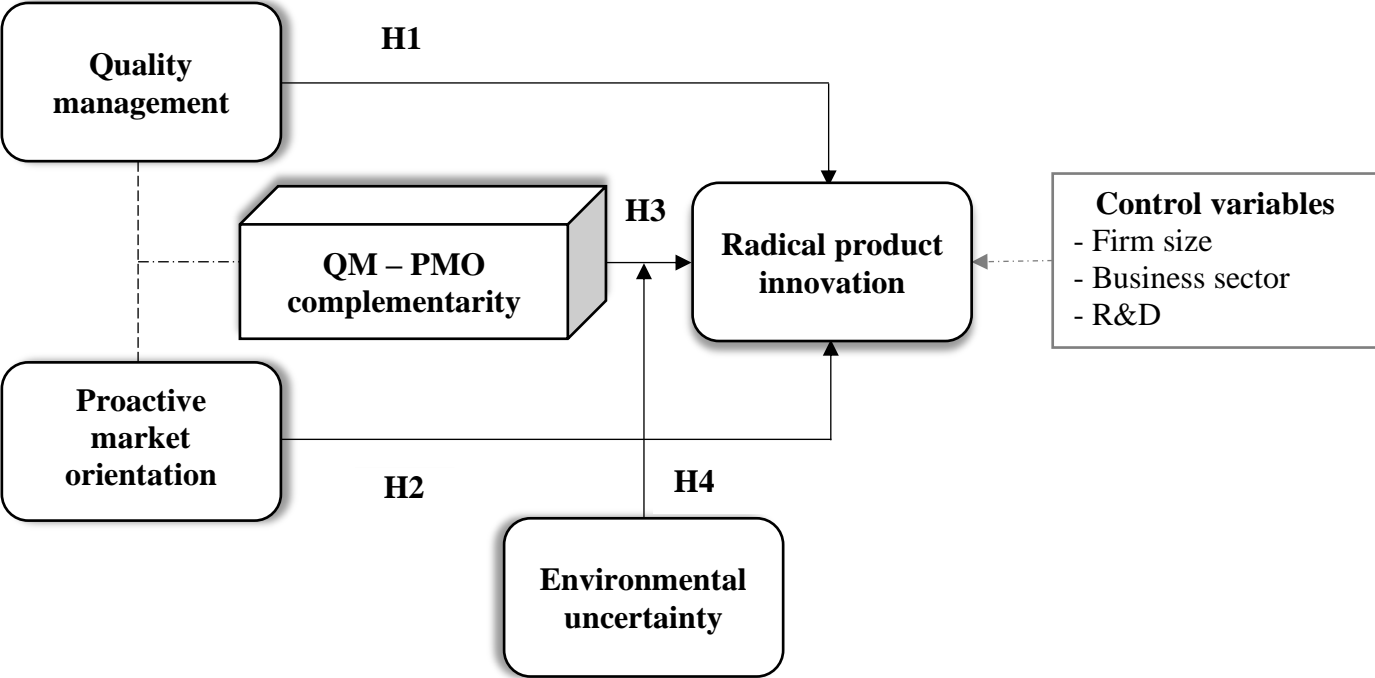 H1
Quality
management
H3
QM – PMO
complementarity
Radical product
innovation
Control variables
- Firm size
- Business sector
- R&D
Proactive
market
orientation
H2
H4
Environmental
uncertainty